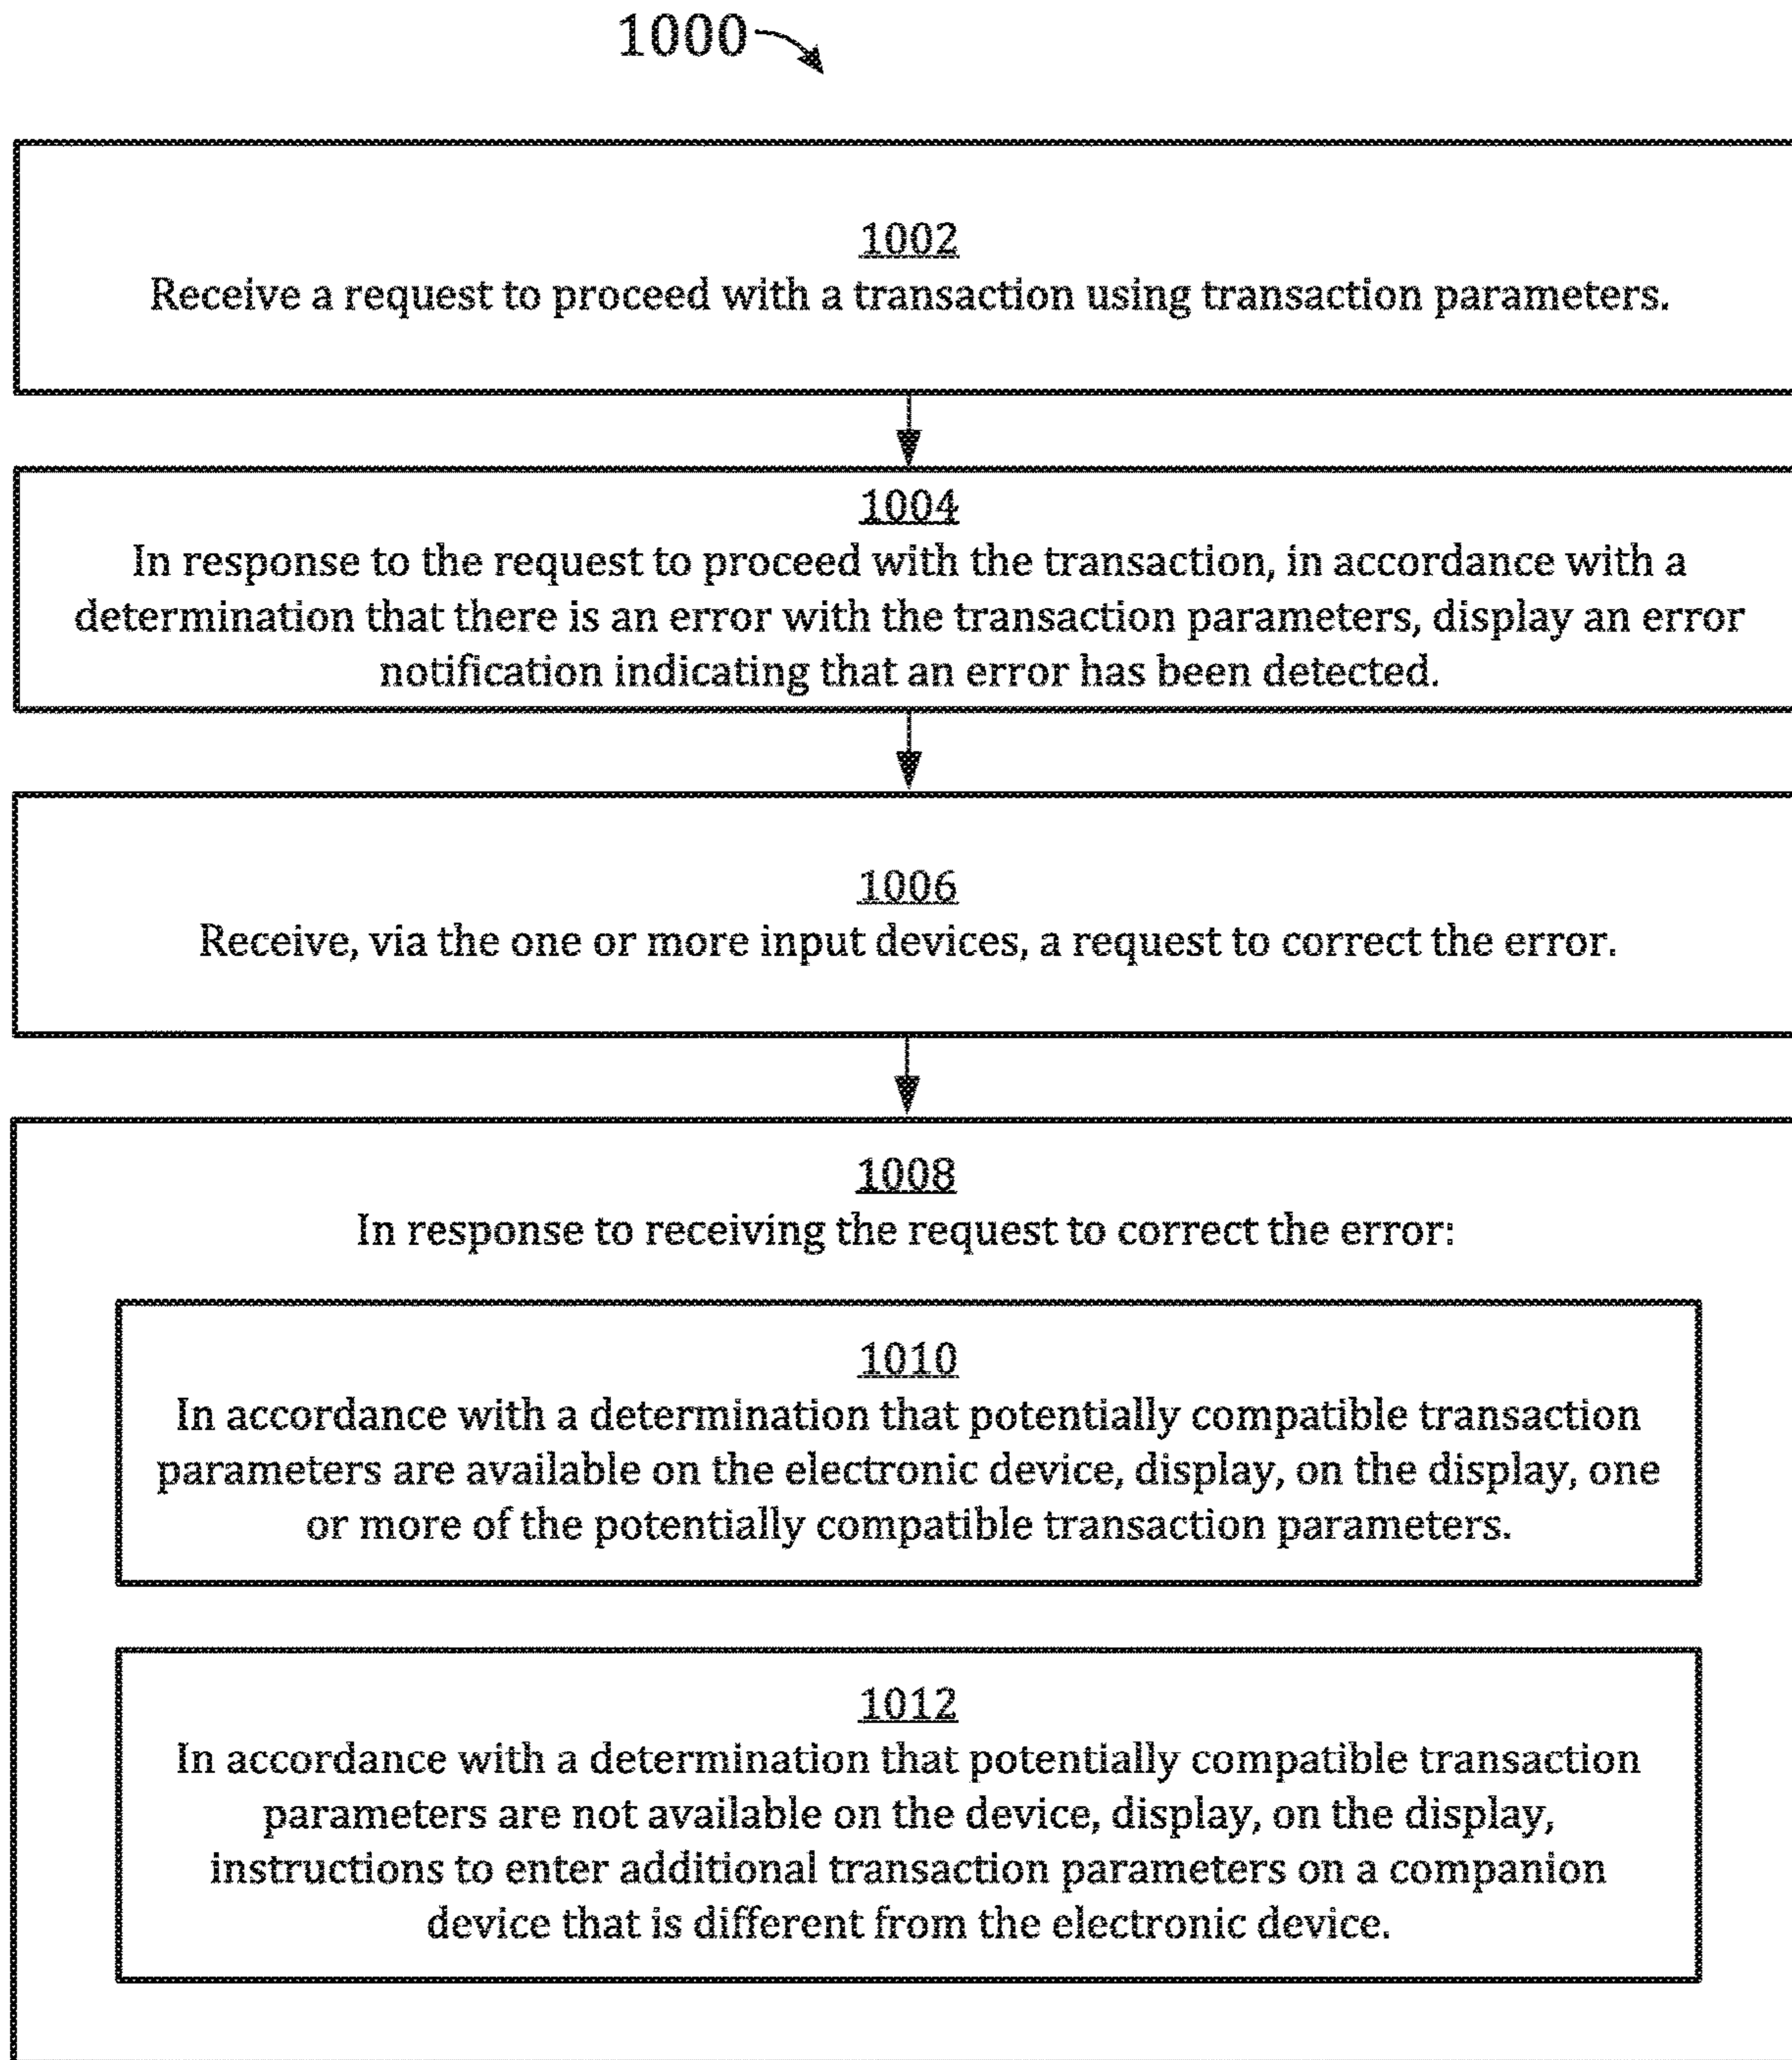 1000
1002
Receive a request to proceed with a transaction using transaction parameters.
1004
In response to the request to proceed with the transaction, in accordance with a
determination that there is an error with the transaction parameters, display an error
notification indicating that an error has been detected.
1006
Receive, via the one or more input devices, a request to correct the error.
1008
In response to receiving the request to correct the error:
1010
In accordance with a determination that potentially compatible transaction
parameters are available on the electronic device, display, on the display, one
or more of the potentially compatible transaction parameters.
1012
In accordance with a determination that potentially compatible transaction
parameters are not available on the device, display, on the display,
instructions to enter additional transaction parameters on a companion
device that is different from the electronic device.